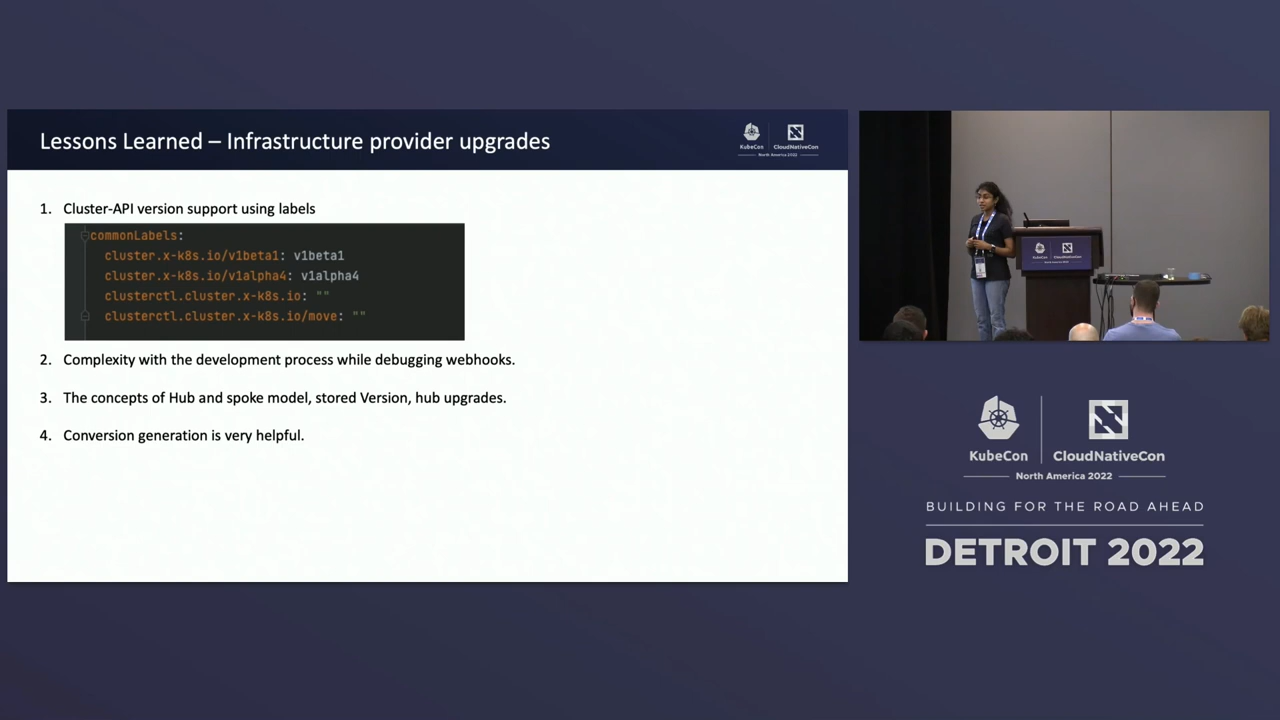 Lessons Learned – Infrastructure provider upgrades
KubeCon
CloudNativeCon
North America 2022
1. Cluster-API version support using labels
commonLabels:
cluster.x-k8s.io/v1beta1: v1beta1
cluster.x-k8s.io/v1alpha4: v1alpha4
clusterctl.cluster.x-k8s.io: ""
clusterctl.cluster.x-k8s.io/move: ""
2. Complexity with the development process while debugging webhooks.
3. The concepts of Hub and spoke model, stored Version, hub upgrades.
4. Conversion generation is very helpful.
KubeCon
CloudNativeCon
North America 2022
BUILDING FOR THE ROAD AHEAD
DETROIT 2022